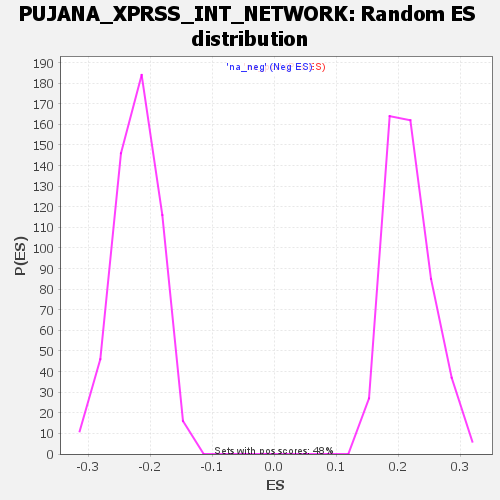 PUJANA_XPRSS_INT_NETWORK: Random ES
distribution
'na_neg' (Neg ES) ES)
190
180
170
160
150
140
130
120
110
100
90
80
70
60
50
40
30
20
10
0
P(ES)
Sets with pos scores: 48%
-0.3 -0.2 -0.1 0.0 0.1 0.2 0.3
ES